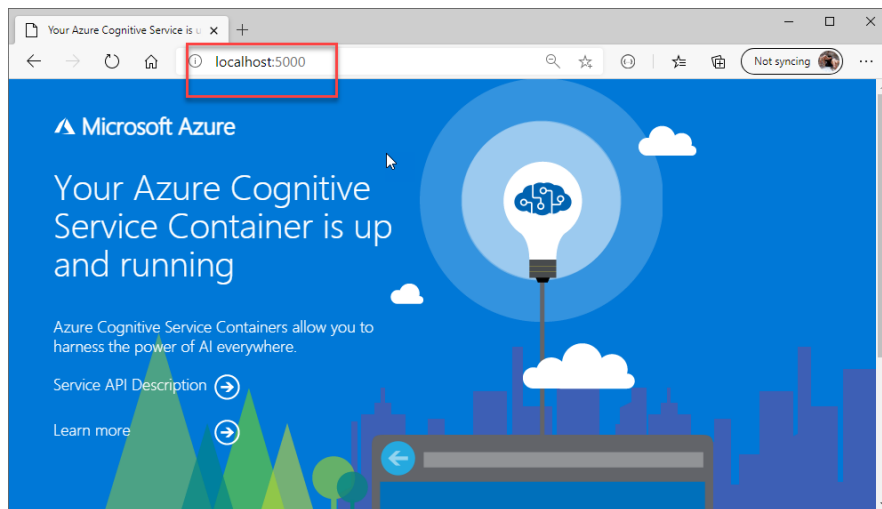 Your Azure Cognitive Service is u
localhost:5000
Not syncing
Microsoft Azure
Your Azure Cognitive
Service Container is up
and running
Azure Cognitive Service Containers allow you to
harness the power of AI everywhere.
Service API Description
Learn more